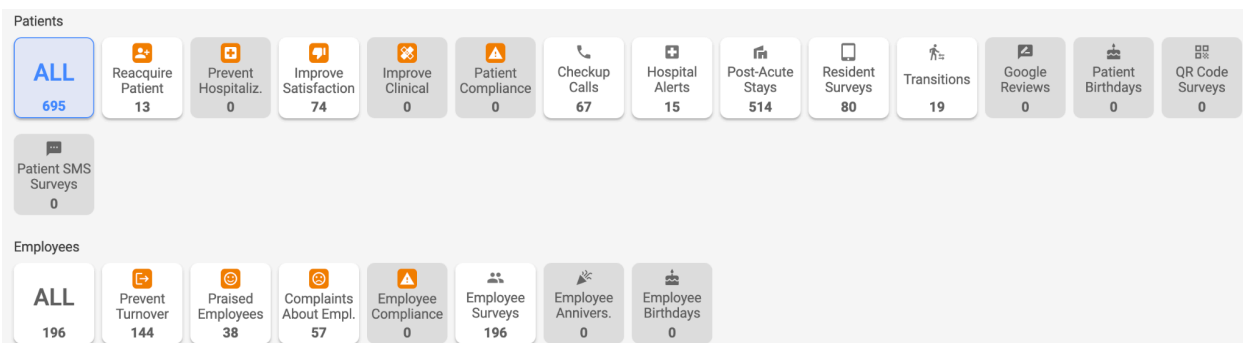 Patients
ALL
695
Reacquire
Patient
13
Prevent
Hospitaliz.
0
Improve
Satisfaction
74
Improve
Clinical
0
Patient
Compliance
0
Checkup
Calls
67
Hospital
Alerts
15
Post-Acute
Stays
514
Resident
Surveys
80
Transitions
19
Google
Reviews
0
Patient
Birthdays
0
QR Code
Surveys
0
Patient SMS
Surveys
0
Employees
ALL
196
Prevent
Turnover
144
Praised
Employees
38
Complaints
About Empl.
57
Employee
Compliance
0
Employee
Surveys
196
Employee
Annivers.
0
Employee
Birthdays
0